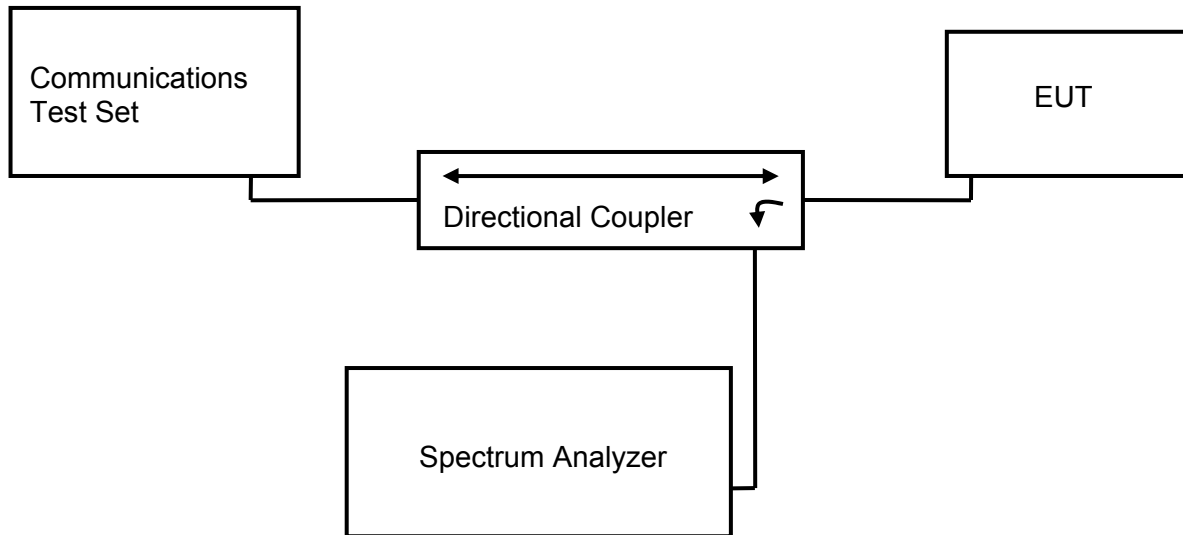 Communications
Test Set
EUT
Directional Coupler
Spectrum Analyzer